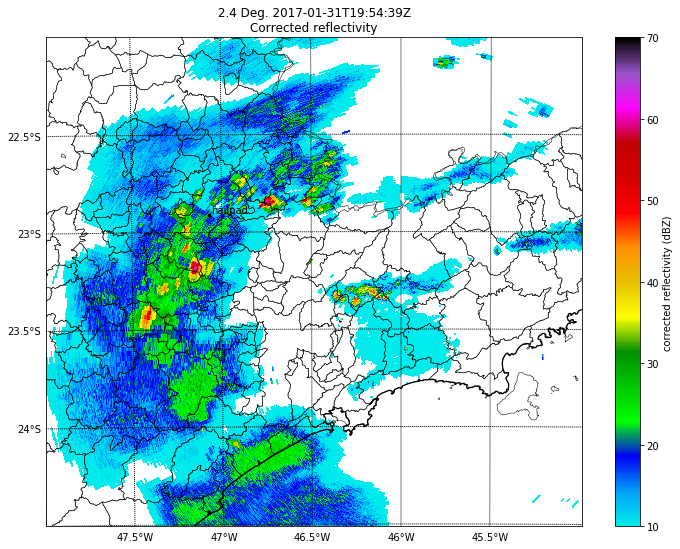 2.4 Deg. 2017-01-31T19:54:39Z
Corrected reflectivity
22.5°S
23°S
23.5°S
24°S
47.5°W
47°W
46.5°W
46°W
45.5°W
70
60
50
40
30
20
10
corrected reflectivity (dBZ)